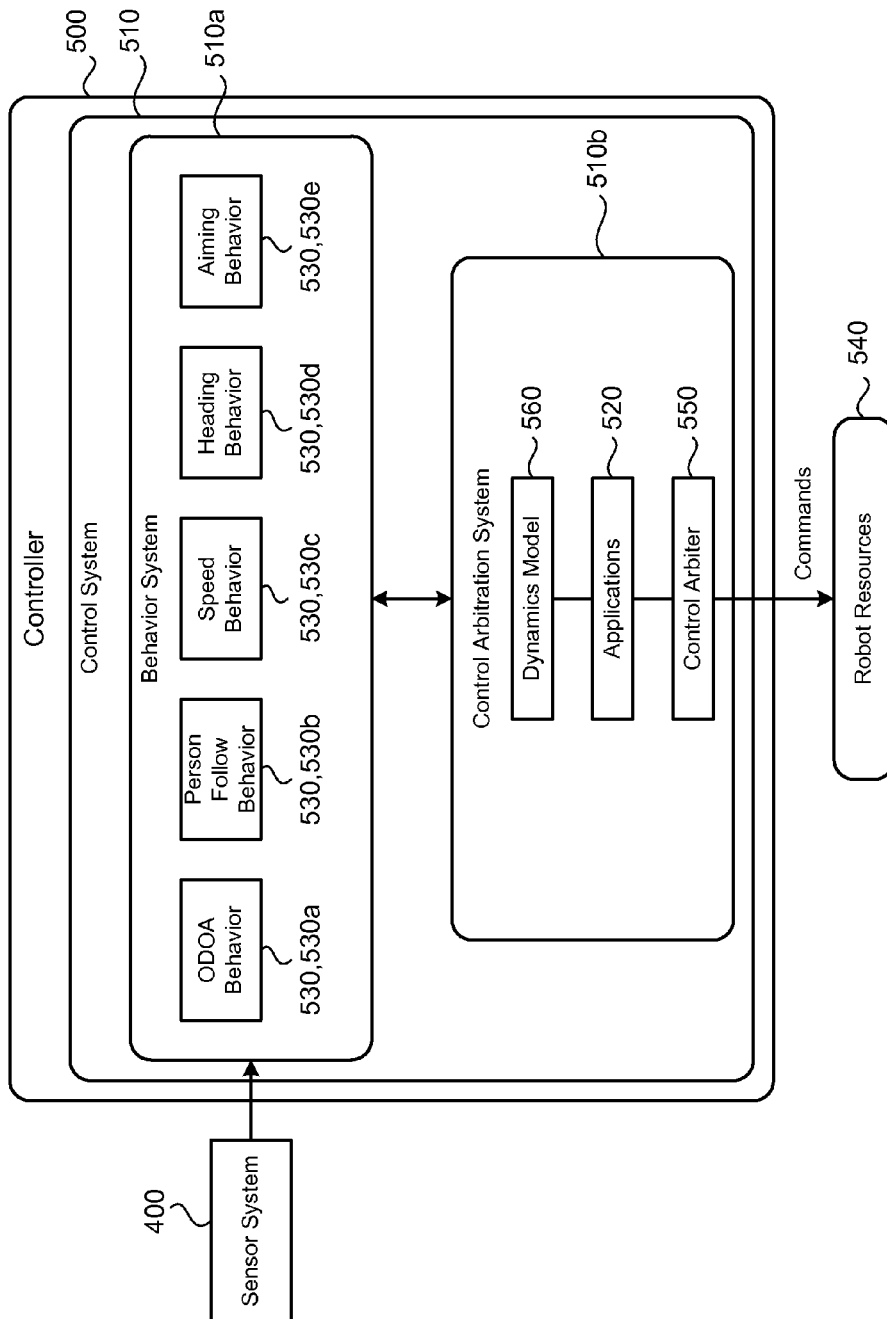 Controller
500
Control System
510
Behavior System
510a
ODOA
Behavior
530,530a
Person
Follow
Behavior
530,530b
Speed
Behavior
530,530c
Heading
Behavior
530,530d
Aiming
Behavior
530,530e
400
Sensor System
Control Arbitration System
510b
Dynamics Model
560
Applications
520
Control Arbiter
550
Commands
Robot Resources
540